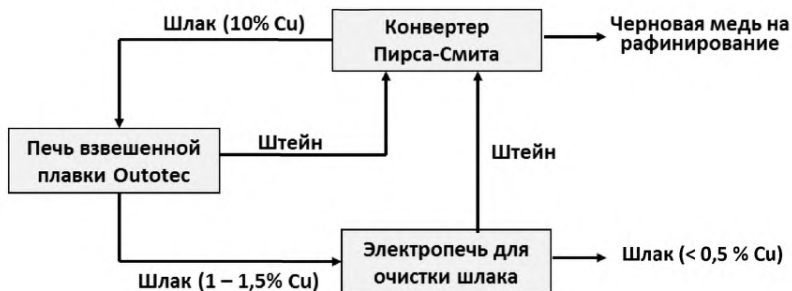 Шлак (10% Cu)
Конвертер
Пирса-Смита
Черновая медь на
рафинирование
Печь взвешенной
плавки Outotec
Штейн
Штейн
Электропечь для
очистки шлака
Шлак (< 0,5 % Cu)
Шлак (1 – 1,5% Cu)